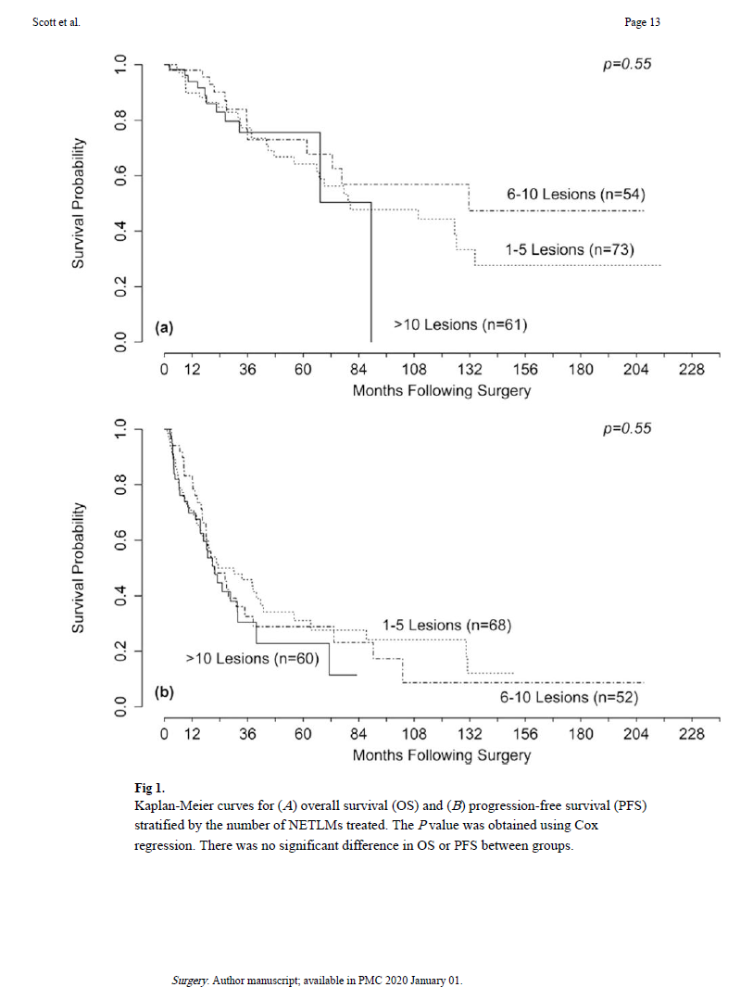 Scott et al.
Page 13
1.0
0.8
0.6
0.4
0.2
0.0
Survival Probability
p=0.55
6-10 Lesions (n=54)
1-5 Lesions (n=73)
>10 Lesions (n=61)
(a)
0 12 36 60 84 108 132 156 180 204 228
Months Following Surgery
1.0
0.8
0.6
0.4
0.2
0.0
Survival Probability
p=0.55
1-5 Lesions (n=68)
>10 Lesions (n=60)
6-10 Lesions (n=52)
(b)
0 12 36 60 84 108 132 156 180 204 228
Months Following Surgery
Fig 1.
Kaplan-Meier curves for (A) overall survival (OS) and (B) progression-free survival (PFS)
stratified by the number of NETLMs treated. The P value was obtained using Cox
regression. There was no significant difference in OS or PFS between groups.
Surgery. Author manuscript; available in PMC 2020 January 01.